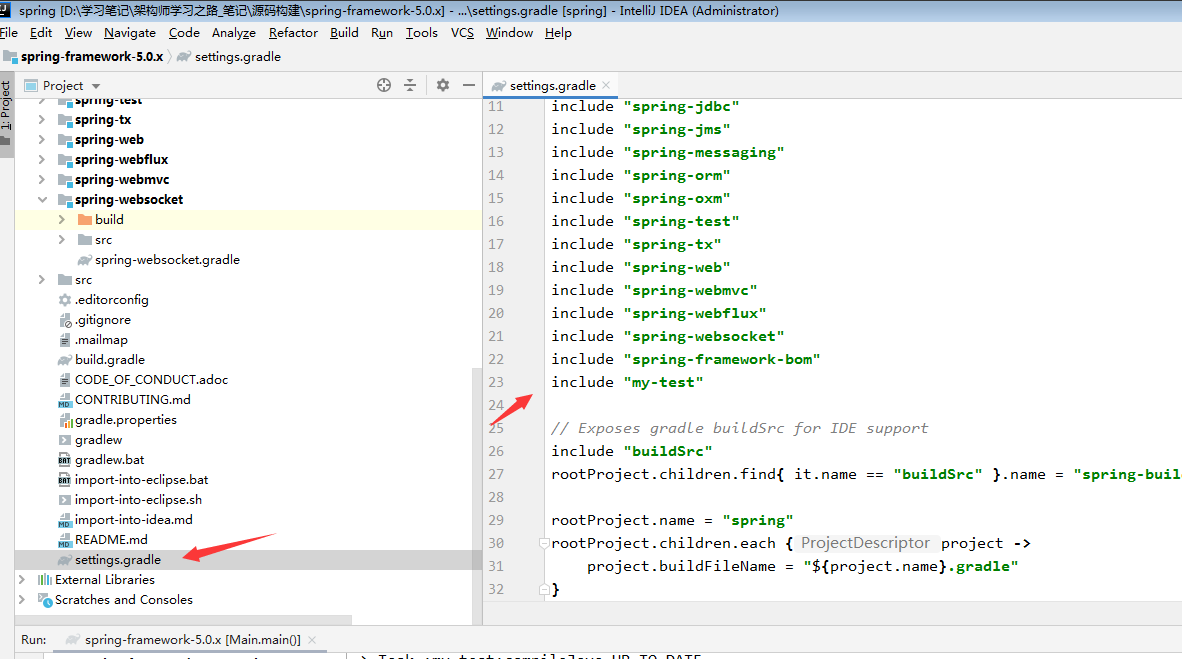 spring [D:\学习笔记\架构师学习之路_笔记\源码构建\spring-framework-5.0.x] - ...\settings.gradle [spring] - IntelliJ IDEA (Administrator)
File Edit View Navigate Code Analyze Refactor Build Run Tools VCS Window Help
spring-framework-5.0.x settings.gradle
1: Project
Project
spring-test
spring-tx
spring-web
spring-webflux
spring-webmvc
spring-websocket
build
src
spring-websocket.gradle
src
.editorconfig
.gitignore
.mailmap
build.gradle
CODE_OF_CONDUCT.adoc
CONTRIBUTING.md
gradle.properties
gradlew
gradlew.bat
import-into-eclipse.bat
import-into-eclipse.sh
import-into-idea.md
README.md
settings.gradle
External Libraries
Scratches and Consoles
settings.gradle
11 include "spring-jdbc"
12 include "spring-jms"
13 include "spring-messaging"
14 include "spring-orm"
15 include "spring-oxm"
16 include "spring-test"
17 include "spring-tx"
18 include "spring-web"
19 include "spring-webmvc"
20 include "spring-webflux"
21 include "spring-websocket"
22 include "spring-framework-bom"
23 include "my-test"
24
25 // Exposes gradle buildSrc for IDE support
26 include "buildSrc"
27 rootProject.children.find{ it.name == "buildSrc" }.name = "spring-buil
28
29 rootProject.name = "spring"
30 rootProject.children.each { ProjectDescriptor project ->
31 project.buildFileName = "${project.name}.gradle"
32 }
Run: spring-framework-5.0.x [Main.main()]
> Task :my-test:compileJava UP-TO-DATE